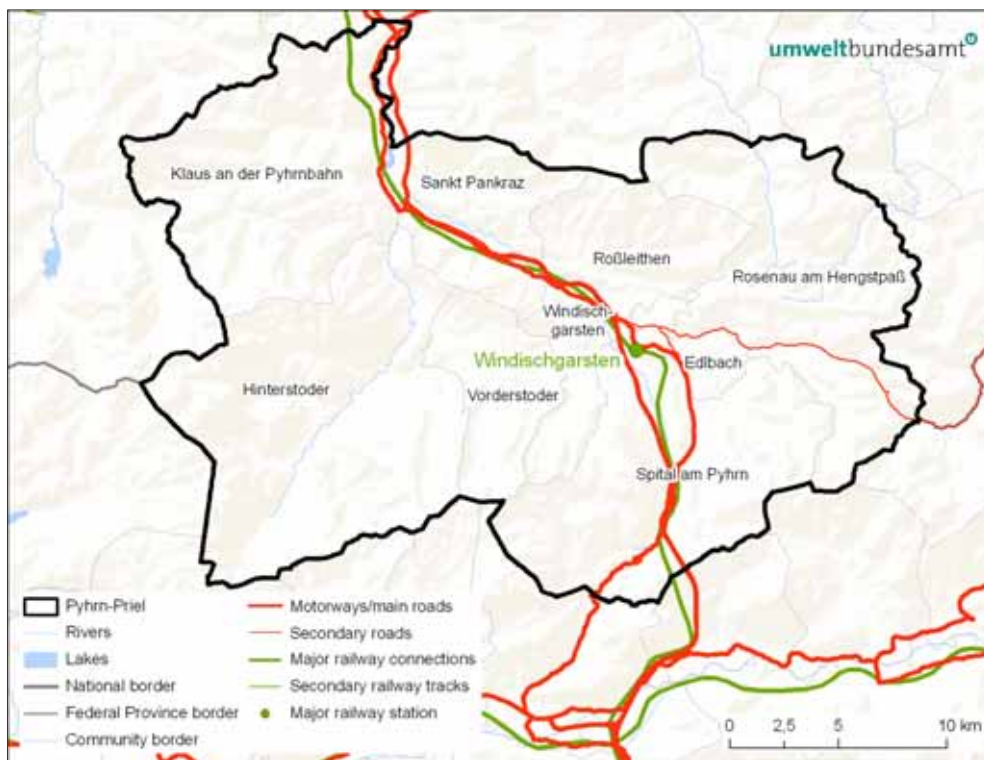 umweltbundesamt
Klaus an der Pyhrnbahn
Sankt Pankraz
Roßleithen
Rosenau am Hengstpaß
Windisch-
garsten
Windischgarsten
Edlbach
Hinterstoder
Vorderstoder
Spital am Pyhrn
Pyhrn-Priel
Rivers
Lakes
National border
Federal Province border
Community border
Motorways/main roads
Secondary roads
Major railway connections
Secondary railway tracks
Major railway station
0 2,5 5 10 km